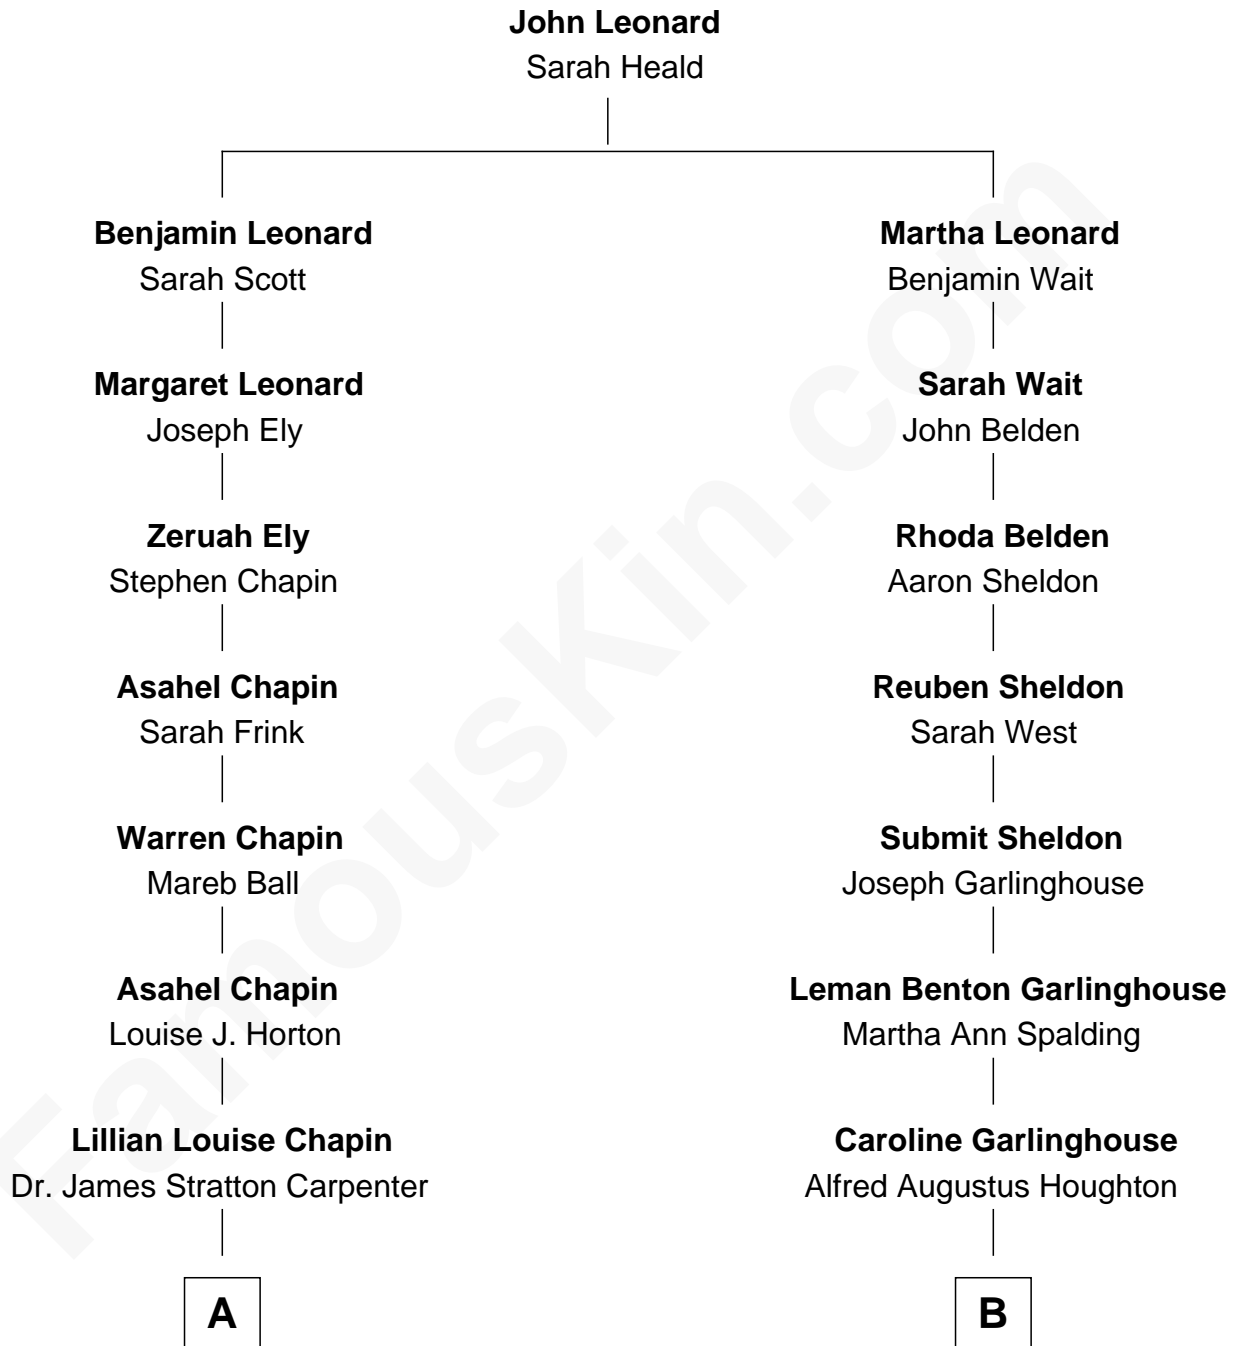 John Leonard
Sarah Heald
Benjamin Leonard
Sarah Scott
Martha Leonard
Benjamin Wait
Margaret Leonard
Joseph Ely
Sarah Wait
John Belden
Zeruah Ely
Stephen Chapin
Rhoda Belden
Aaron Sheldon
Asahel Chapin
Sarah Frink
Reuben Sheldon
Sarah West
Warren Chapin
Mareb Ball
Submit Sheldon
Joseph Garlinghouse
Asahel Chapin
Louise J. Horton
Leman Benton Garlinghouse
Martha Ann Spalding
Lillian Louise Chapin
Dr. James Stratton Carpenter
Caroline Garlinghouse
Alfred Augustus Houghton
A
B
FamousKin.com